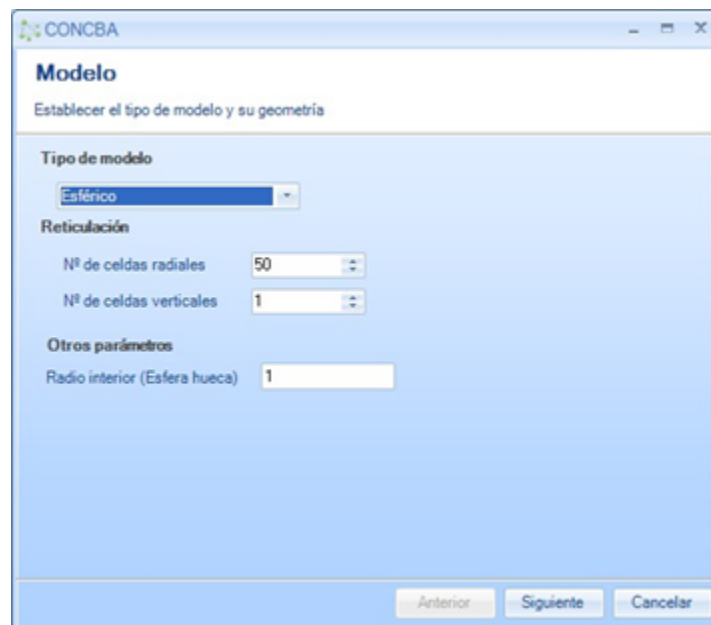 CONCBA
Modelo
Establecer el tipo de modelo y su geometría
Tipo de modelo
Esférico
Reticulación
Nº de celdas radiales 50
Nº de celdas verticales 1
Otros parámetros
Radio interior (Esfera hueca) 1
Anterior Siguiente Cancelar